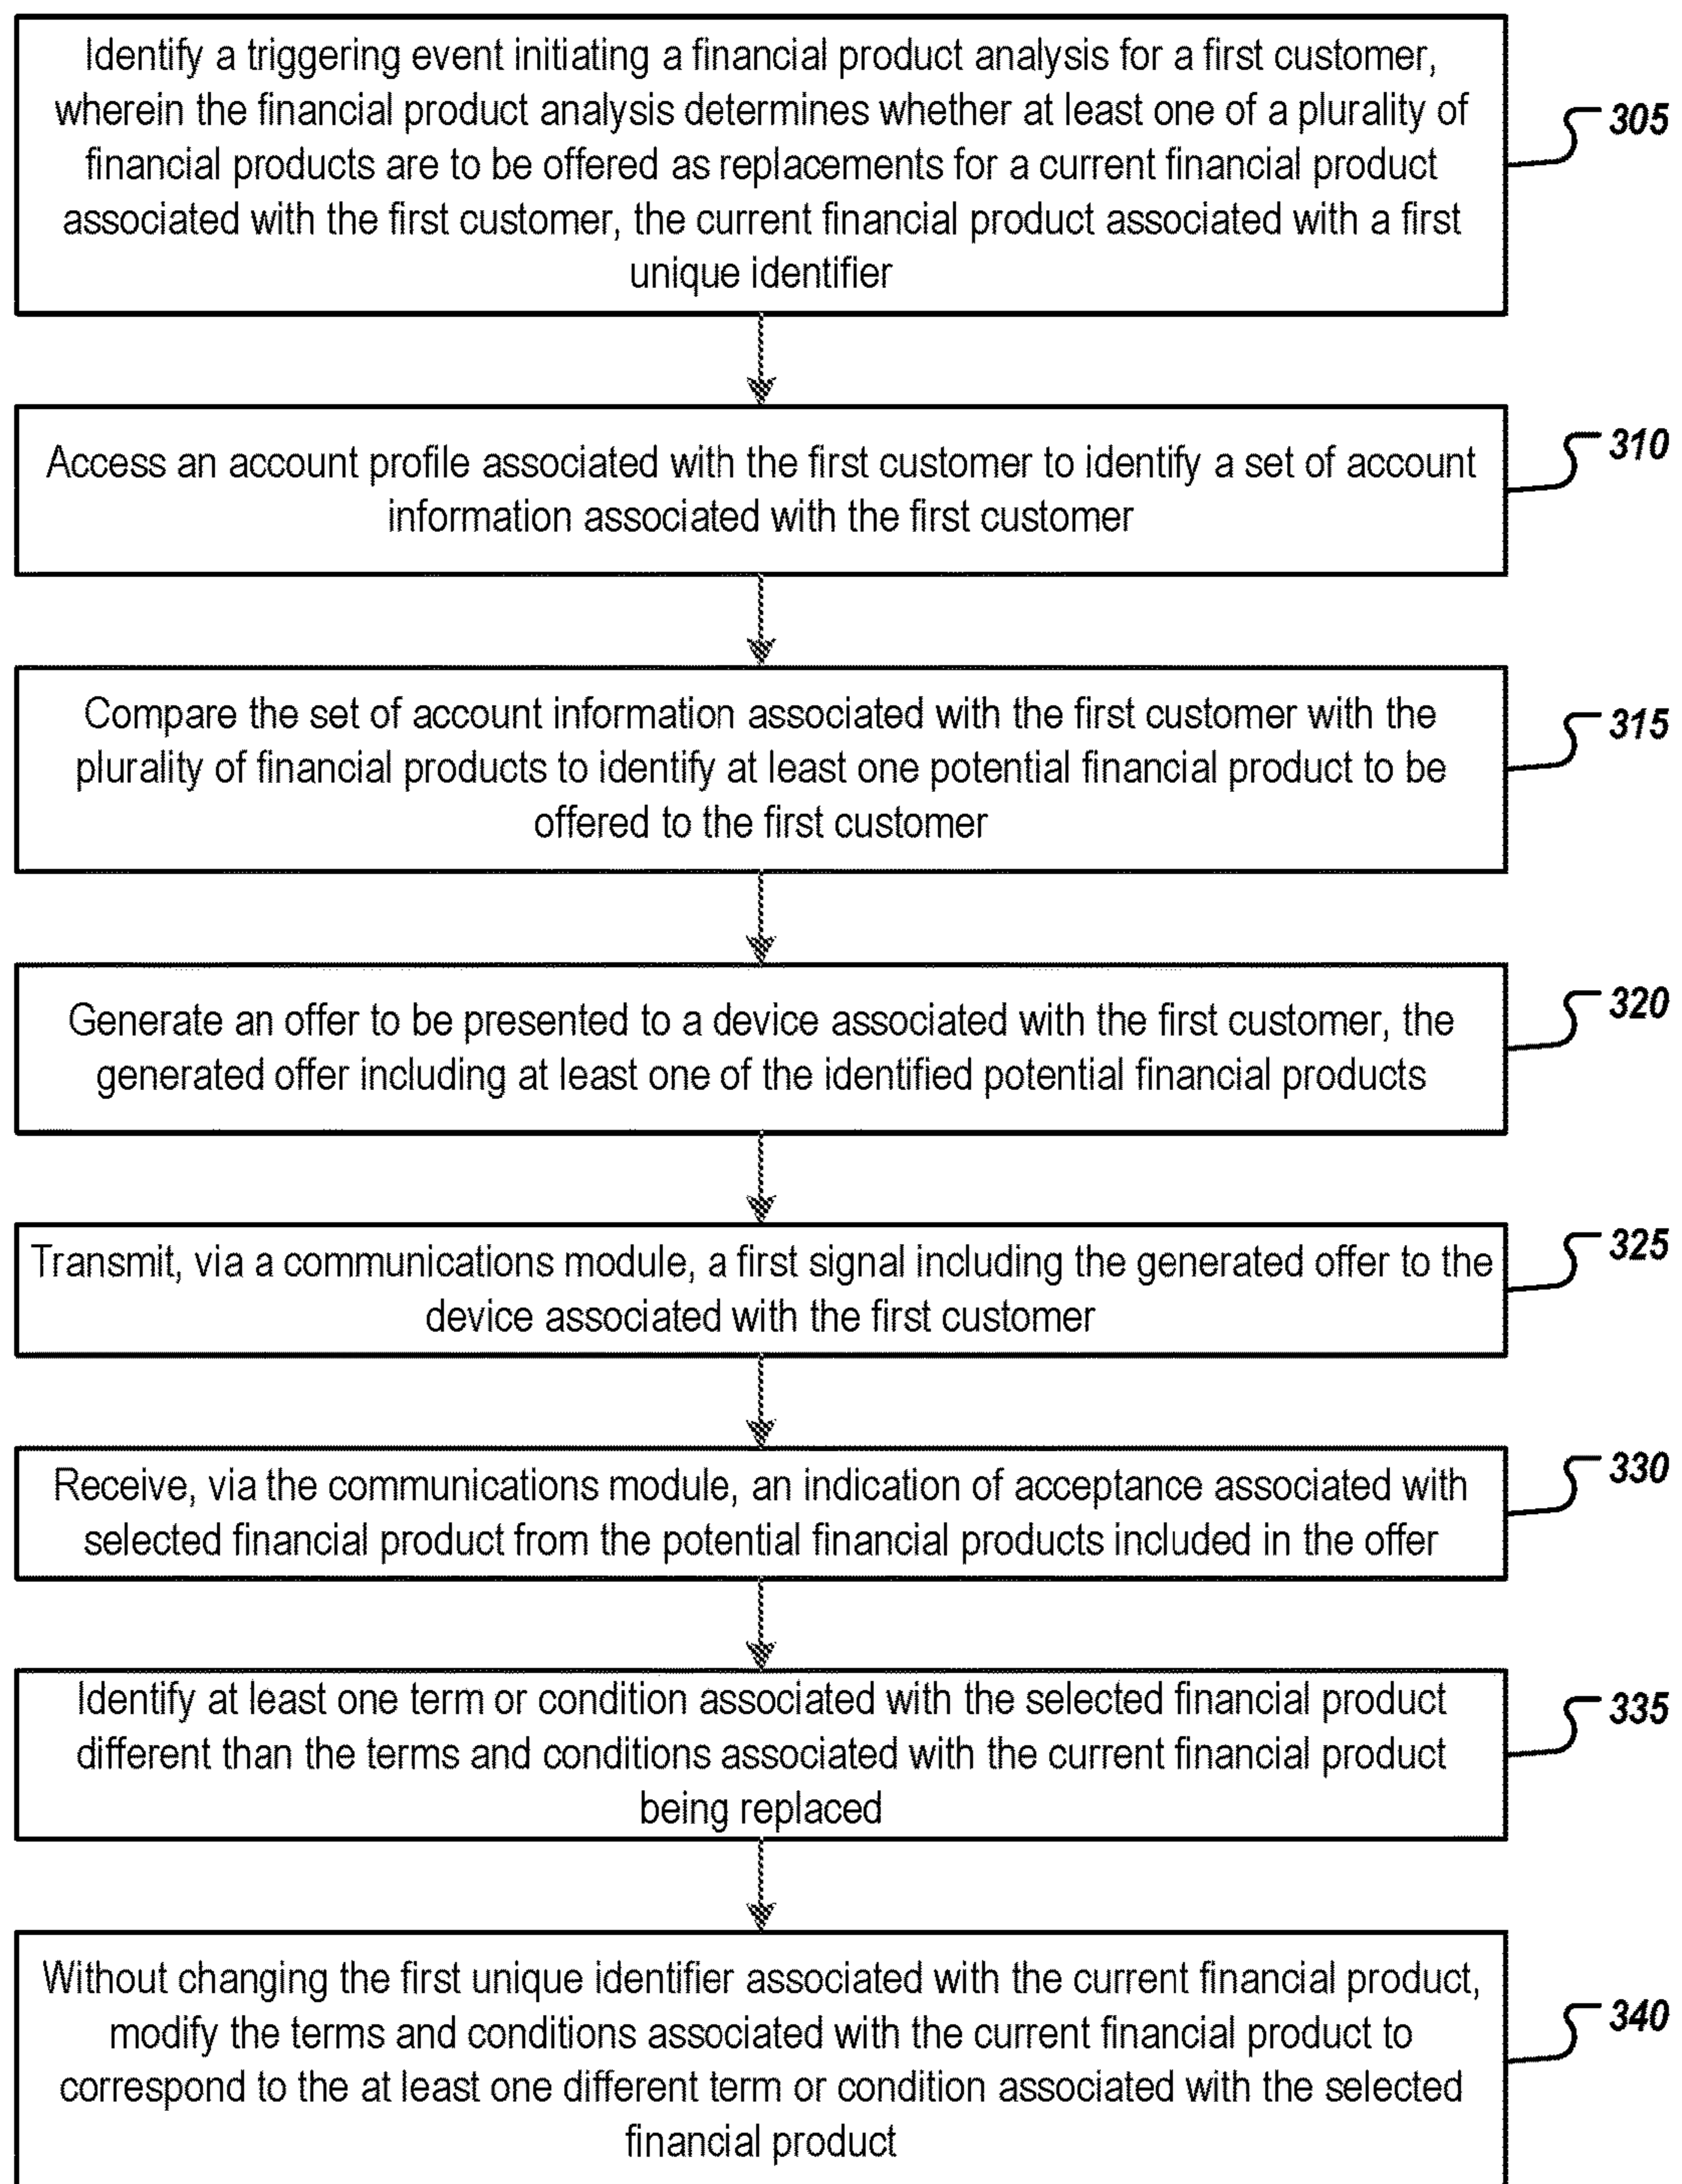 Identify a triggering event initiating a financial product analysis for a first customer,
wherein the financial product analysis determines whether at least one of a plurality of
financial products are to be offered as replacements for a current financial product
associated with the first customer, the current financial product associated with a first
unique identifier
305
Access an account profile associated with the first customer to identify a set of account
information associated with the first customer
310
Compare the set of account information associated with the first customer with the
plurality of financial products to identify at least one potential financial product to be
offered to the first customer
315
Generate an offer to be presented to a device associated with the first customer, the
generated offer including at least one of the identified potential financial products
320
Transmit, via a communications module, a first signal including the generated offer to the
device associated with the first customer
325
Receive, via the communications module, an indication of acceptance associated with
selected financial product from the potential financial products included in the offer
330
Identify at least one term or condition associated with the selected financial product
different than the terms and conditions associated with the current financial product
being replaced
335
Without changing the first unique identifier associated with the current financial product,
modify the terms and conditions associated with the current financial product to
correspond to the at least one different term or condition associated with the selected
financial product
340